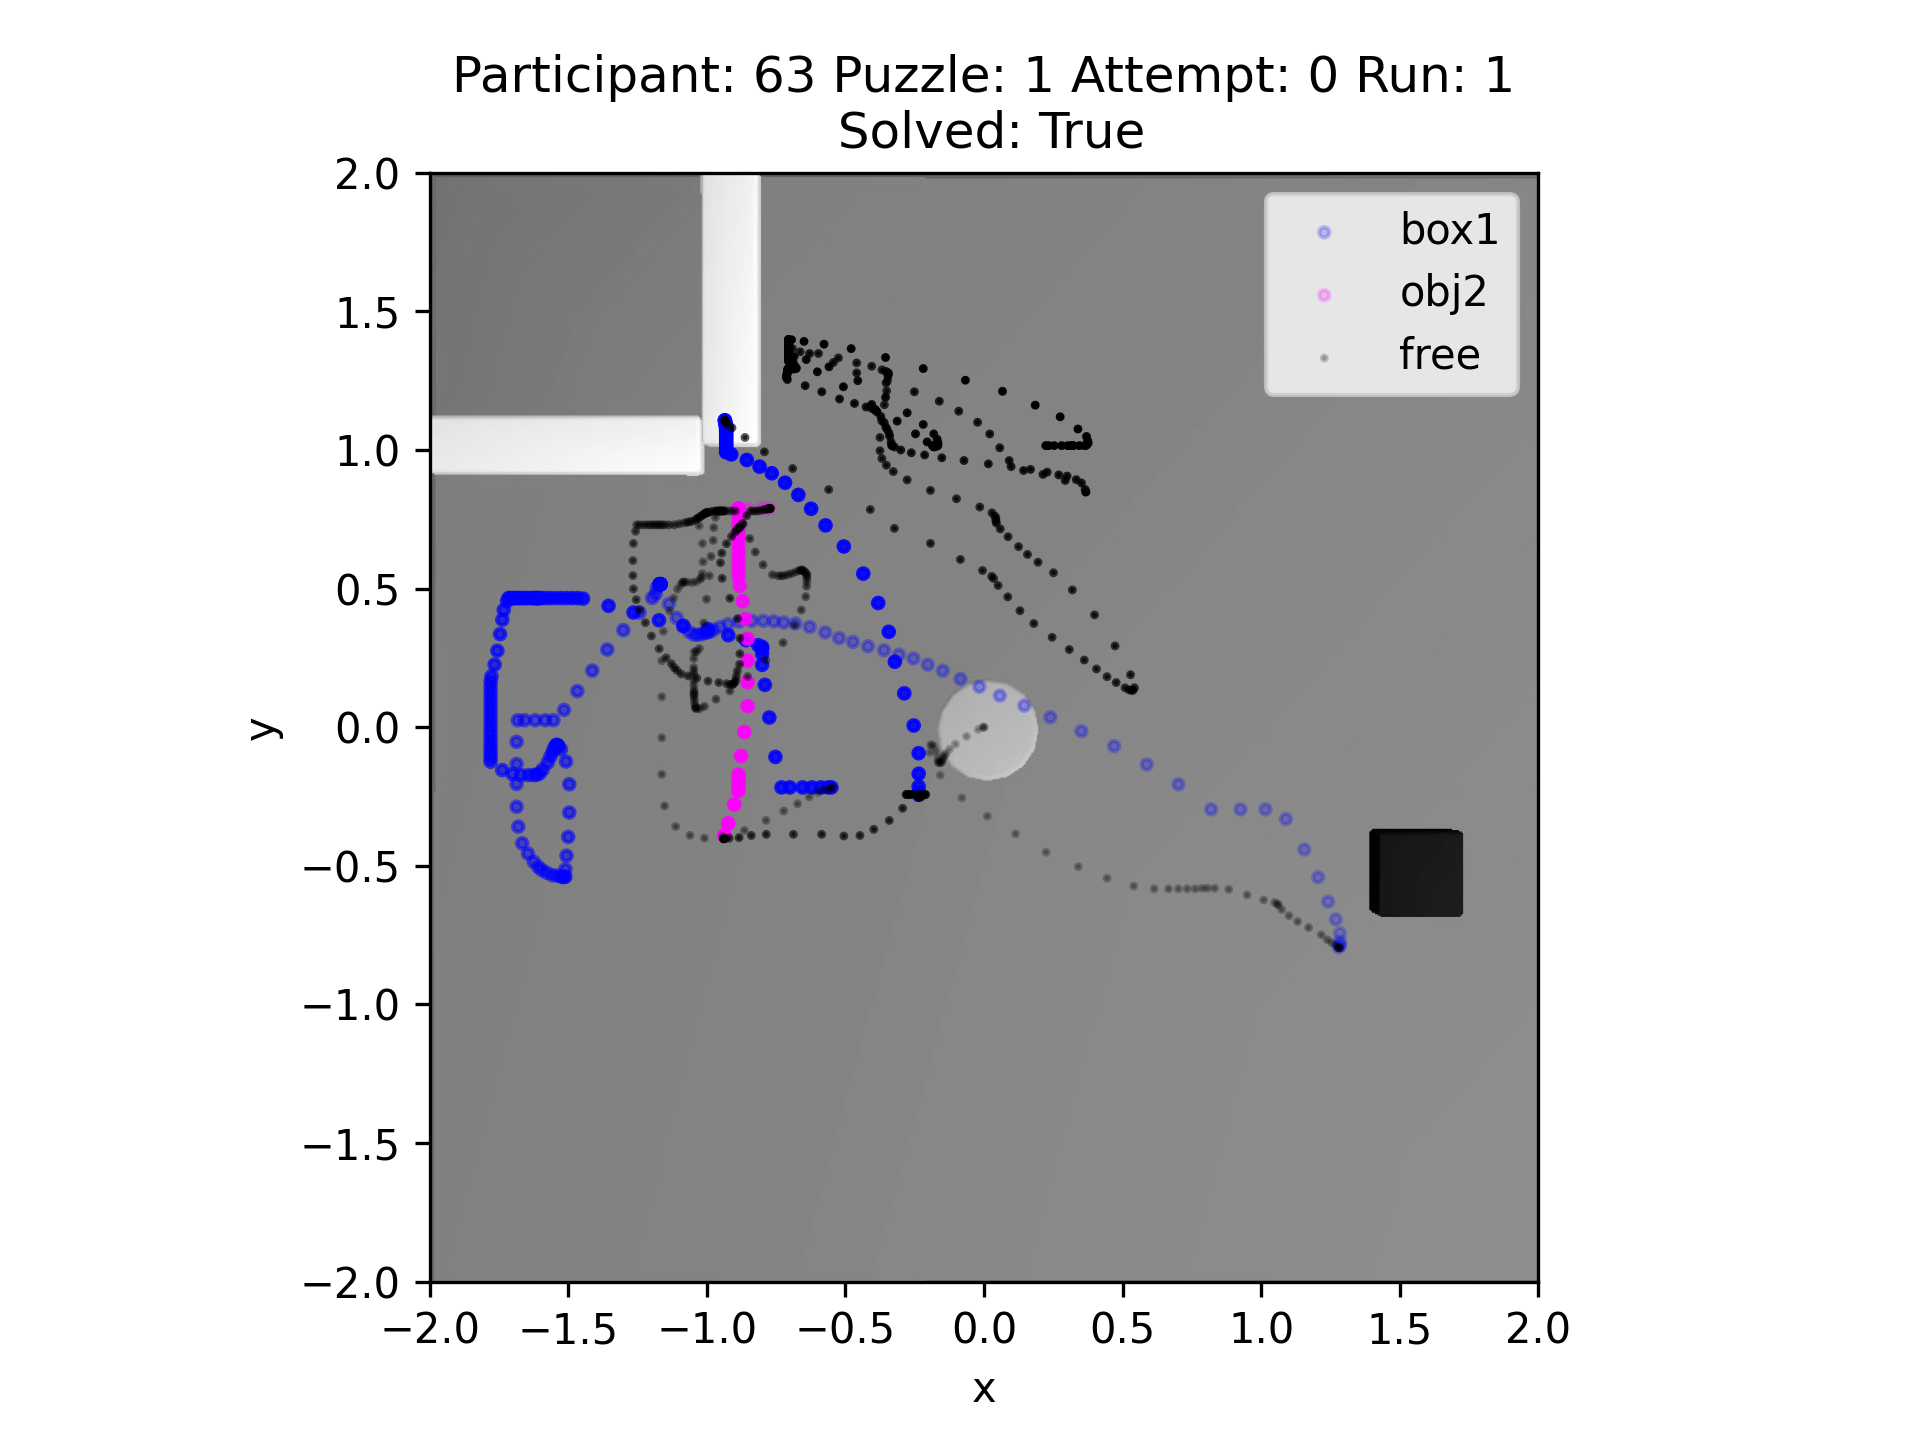 Participant: 63 Puzzle: 1 Attempt: 0 Run: 1
Solved: True
2.0
1.5
1.0
0.5
0.0
−0.5
−1.0
−1.5
−2.0
y
box1
obj2
free
−2.0 −1.5 −1.0 −0.5 0.0 0.5 1.0 1.5 2.0
x